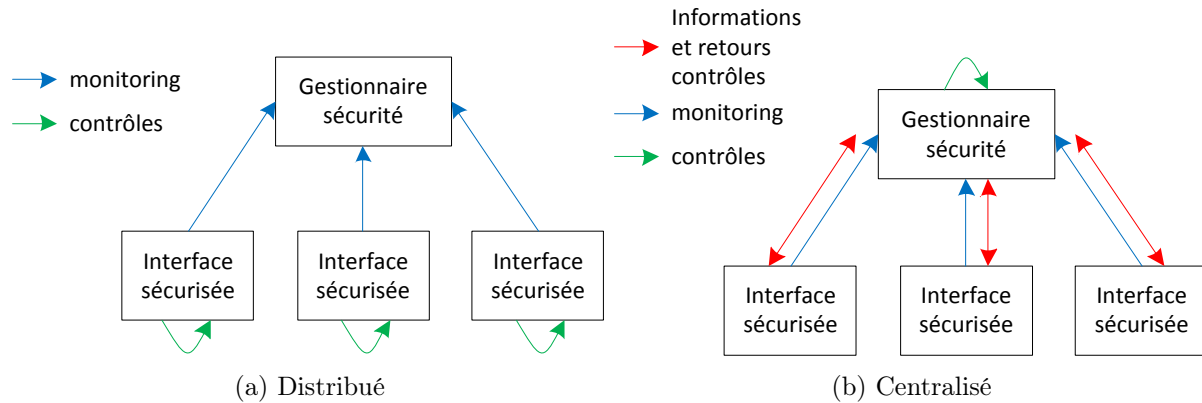 monitoring
contrôles
Gestionnaire
sécurité
Interface
sécurisée
Interface
sécurisée
Interface
sécurisée
(a) Distribué
Informations
et retours
contrôles
monitoring
contrôles
Gestionnaire
sécurité
Interface
sécurisée
Interface
sécurisée
Interface
sécurisée
(b) Centralisé